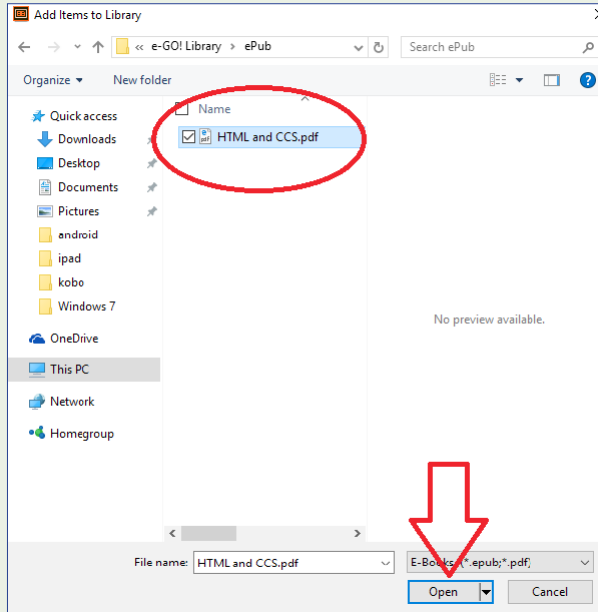 Add Items to Library
« e-GO! Library > ePub
Search ePub
Organize
New folder
Name
Quick access
Downloads
Desktop
Documents
Pictures
android
ipad
kobo
Windows 7
OneDrive
This PC
Network
Homegroup
HTML and CCS.pdf
No preview available.
File name: HTML and CCS.pdf
E-Books (*.epub;*.pdf)
Open
Cancel